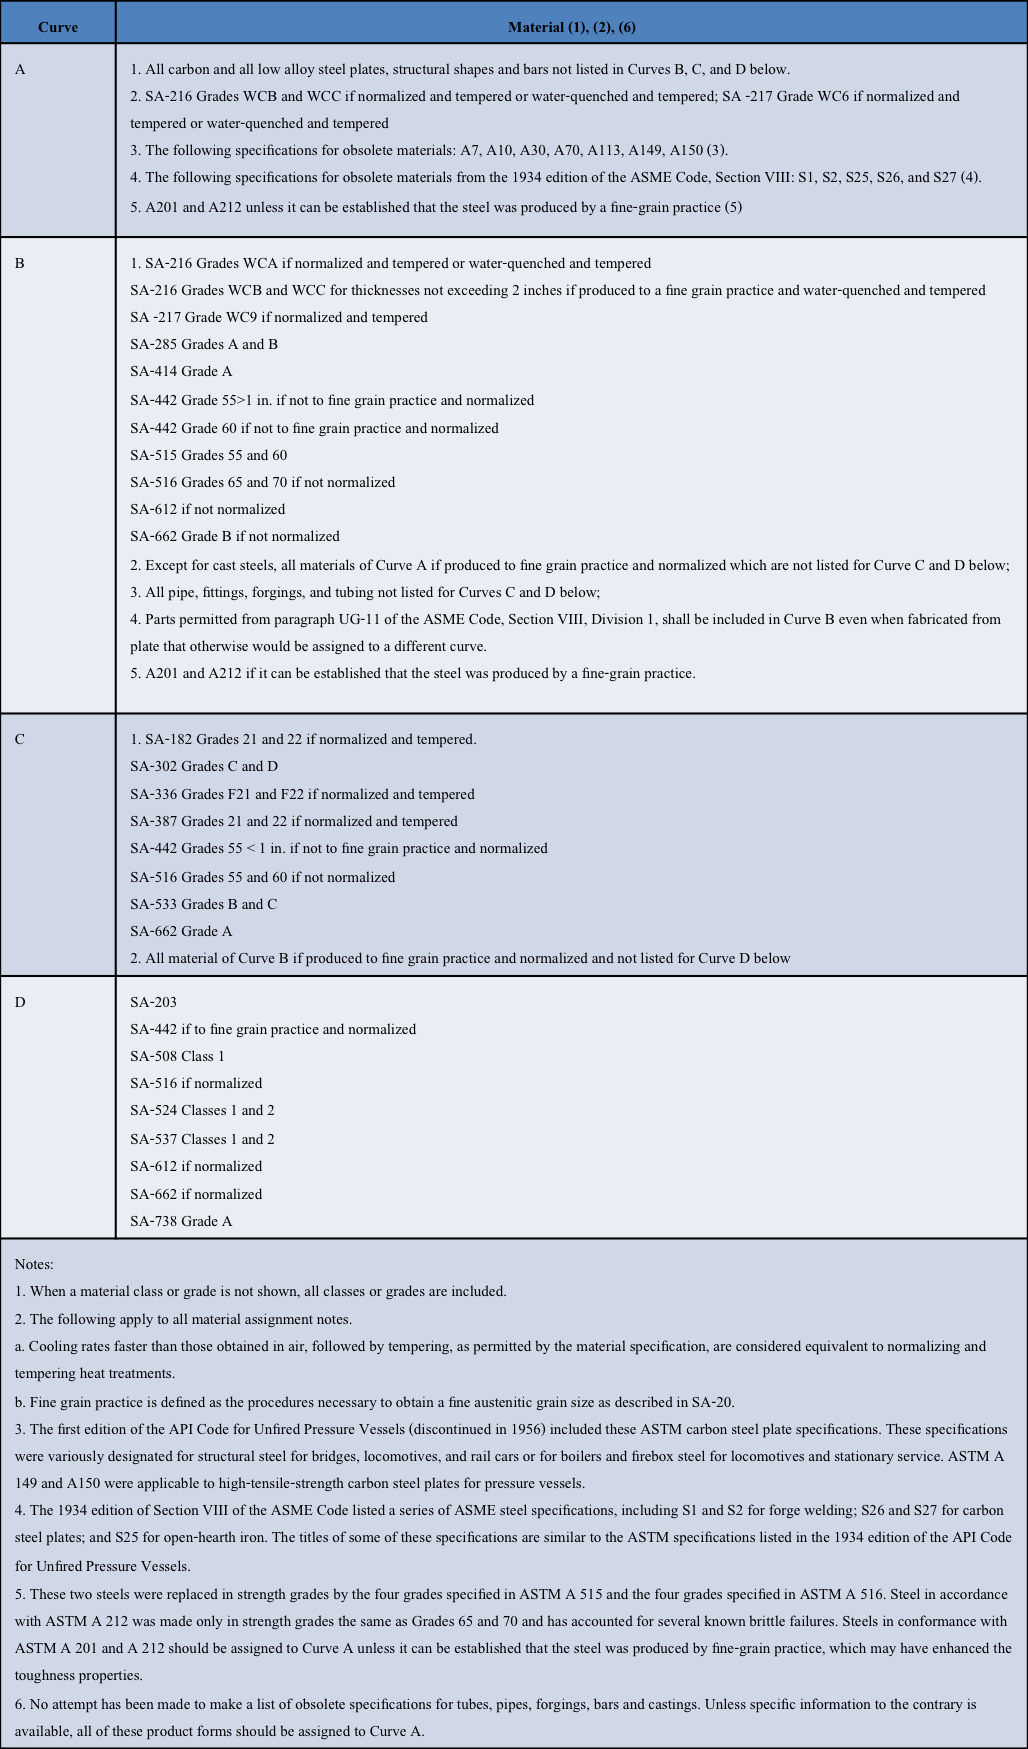 Curve
Material (1), (2), (6)
A
1. All carbon and all low alloy steel plates, structural shapes and bars not listed in Curves B, C, and D below.
2. SA-216 Grades WCB and WCC if normalized and tempered or water-quenched and tempered; SA -217 Grade WC6 if normalized and
tempered or water-quenched and tempered
3. The following specifications for obsolete materials: A7, A10, A30, A70, A113, A149, A150 (3).
4. The following specifications for obsolete materials from the 1934 edition of the ASME Code, Section VIII: S1, S2, S25, S26, and S27 (4).
5. A201 and A212 unless it can be established that the steel was produced by a fine-grain practice (5)
B
1. SA-216 Grades WCA if normalized and tempered or water-quenched and tempered
SA-216 Grades WCB and WCC for thicknesses not exceeding 2 inches if produced to a fine grain practice and water-quenched and tempered
SA -217 Grade WC9 if normalized and tempered
SA-285 Grades A and B
SA-414 Grade A
SA-442 Grade 55>1 in. if not to fine grain practice and normalized
SA-442 Grade 60 if not to fine grain practice and normalized
SA-515 Grades 55 and 60
SA-516 Grades 65 and 70 if not normalized
SA-612 if not normalized
SA-662 Grade B if not normalized
2. Except for cast steels, all materials of Curve A if produced to fine grain practice and normalized which are not listed for Curve C and D below;
3. All pipe, fittings, forgings, and tubing not listed for Curves C and D below;
4. Parts permitted from paragraph UG-11 of the ASME Code, Section VIII, Division 1, shall be included in Curve B even when fabricated from
plate that otherwise would be assigned to a different curve.
5. A201 and A212 if it can be established that the steel was produced by a fine-grain practice.
C
1. SA-182 Grades 21 and 22 if normalized and tempered.
SA-302 Grades C and D
SA-336 Grades F21 and F22 if normalized and tempered
SA-387 Grades 21 and 22 if normalized and tempered
SA-442 Grades 55 < 1 in. if not to fine grain practice and normalized
SA-516 Grades 55 and 60 if not normalized
SA-533 Grades B and C
SA-662 Grade A
2. All material of Curve B if produced to fine grain practice and normalized and not listed for Curve D below
D
SA-203
SA-442 if to fine grain practice and normalized
SA-508 Class 1
SA-516 if normalized
SA-524 Classes 1 and 2
SA-537 Classes 1 and 2
SA-612 if normalized
SA-662 if normalized
SA-738 Grade A
Notes:
1. When a material class or grade is not shown, all classes or grades are included.
2. The following apply to all material assignment notes.
a. Cooling rates faster than those obtained in air, followed by tempering, as permitted by the material specification, are considered equivalent to normalizing and
tempering heat treatments.
b. Fine grain practice is defined as the procedures necessary to obtain a fine austenitic grain size as described in SA-20.
3. The first edition of the API Code for Unfired Pressure Vessels (discontinued in 1956) included these ASTM carbon steel plate specifications. These specifications
were variously designated for structural steel for bridges, locomotives, and rail cars or for boilers and firebox steel for locomotives and stationary service. ASTM A
149 and A150 were applicable to high-tensile-strength carbon steel plates for pressure vessels.
4. The 1934 edition of Section VIII of the ASME Code listed a series of ASME steel specifications, including S1 and S2 for forge welding; S26 and S27 for carbon
steel plates; and S25 for open-hearth iron. The titles of some of these specifications are similar to the ASTM specifications listed in the 1934 edition of the API Code
for Unfired Pressure Vessels.
5. These two steels were replaced in strength grades by the four grades specified in ASTM A 515 and the four grades specified in ASTM A 516. Steel in accordance
with ASTM A 212 was made only in strength grades the same as Grades 65 and 70 and has accounted for several known brittle failures. Steels in conformance with
ASTM A 201 and A 212 should be assigned to Curve A unless it can be established that the steel was produced by fine-grain practice, which may have enhanced the
toughness properties.
6. No attempt has been made to make a list of obsolete specifications for tubes, pipes, forgings, bars and castings. Unless specific information to the contrary is
available, all of these product forms should be assigned to Curve A.